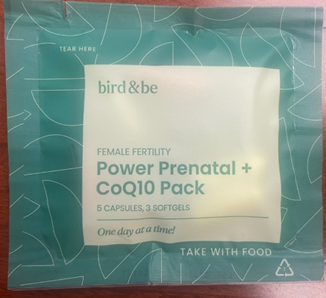 TEAR HERE
bird&be
FEMALE FERTILITY
Power Prenatal +
CoQ10 Pack
5 CAPSULES, 3 SOFTGELS
One day at a time!
TAKE WITH FOOD